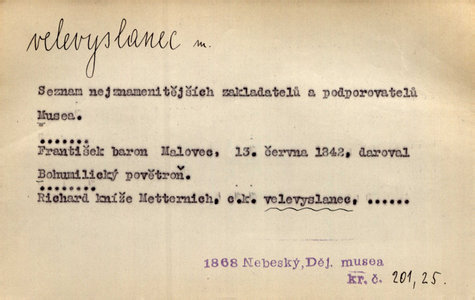 velevyslanec m.
Seznam nejznamenitějších zakladatelů a podporovatelů
Musea.
.......
František baron Malovec, 13. června 1842, daroval
Bohumilický povětroň.
........
Richard kníže Metternich, c.k. velevyslanec, ......
1868 Nebeský, Děj. musea
kr. č. 201,25.